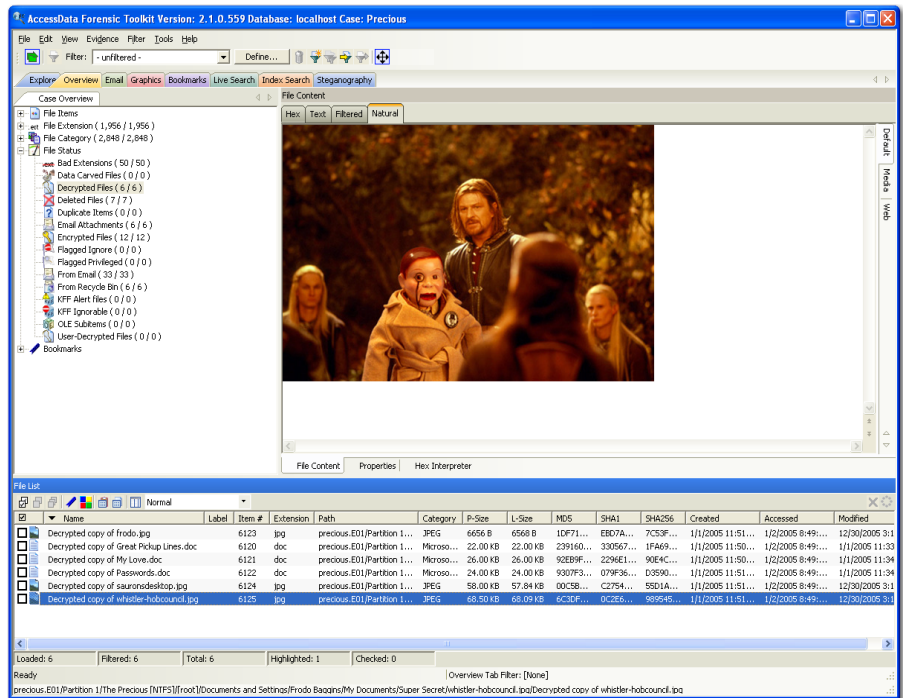 AccessData Forensic Toolkit Version: 2.1.0.559 Database: localhost Case: Precious
File Edit View Evidence Filter Tools Help
Filter: - unfiltered - Define...
Explore Overview Email Graphics Bookmarks Live Search Index Search Steganography
Case Overview
File Items
File Extension ( 1,956 / 1,956 )
File Category ( 2,848 / 2,848 )
File Status
Bad Extensions ( 50 / 50 )
Data Carved Files ( 0 / 0 )
Decrypted Files ( 6 / 6 )
Deleted Files ( 7 / 7 )
Duplicate Items ( 0 / 0 )
Email Attachments ( 6 / 6 )
Encrypted Files ( 12 / 12 )
Flagged Ignore ( 0 / 0 )
Flagged Privileged ( 0 / 0 )
From Email ( 33 / 33 )
From Recycle Bin ( 6 / 6 )
KFF Alert files ( 0 / 0 )
KFF Ignorable ( 0 / 0 )
OLE Subitems ( 0 / 0 )
User-Decrypted Files ( 0 / 0 )
Bookmarks
File Content
Hex Text Filtered Natural
Default
Media
Web
File Content Properties Hex Interpreter
File List
Normal
Name Label Item # Extension Path Category P-Size L-Size MD5 SHA1 SHA256 Created Accessed Modified
Decrypted copy of frodo.jpg 6123 jpg precious.E01/Partition 1... JPEG 6656 B 6568 B 1DF71... EBD7A... 7C53F... 1/1/2005 11:51... 1/2/2005 8:49:... 12/30/2005 3:1
Decrypted copy of Great Pickup Lines.doc 6120 doc precious.E01/Partition 1... Microso... 22.00 KB 22.00 KB 239160... 330567... 1FA69... 1/1/2005 11:50... 1/2/2005 8:49:... 1/1/2005 11:33
Decrypted copy of My Love.doc 6121 doc precious.E01/Partition 1... Microso... 26.00 KB 26.00 KB 92EB9F... 2296E1... 90E4C... 1/1/2005 11:50... 1/2/2005 8:49:... 1/1/2005 11:34
Decrypted copy of Passwords.doc 6122 doc precious.E01/Partition 1... Microso... 24.00 KB 24.00 KB 9307F3... 079F36... D3590... 1/1/2005 11:51... 1/2/2005 8:49:... 1/1/2005 11:34
Decrypted copy of sauronsdesktop.jpg 6124 jpg precious.E01/Partition 1... JPEG 58.00 KB 57.84 KB 00C5B... C2754... 55D1A... 1/1/2005 11:51... 1/2/2005 8:49:... 12/30/2005 3:1
Decrypted copy of whistler-hobcouncil.jpg 6125 jpg precious.E01/Partition 1... JPEG 68.50 KB 68.09 KB 6C3DF... 0C2E6... 989545... 1/1/2005 11:51... 1/2/2005 8:49:... 12/30/2005 3:1
Loaded: 6 Filtered: 6 Total: 6 Highlighted: 1 Checked: 0
Ready Overview Tab Filter: [None]
precious.E01/Partition 1/The Precious [NTFS]/[root]/Documents and Settings/Frodo Baggins/My Documents/Super Secret/whistler-hobcouncil.jpg/Decrypted copy of whistler-hobcouncil.jpg